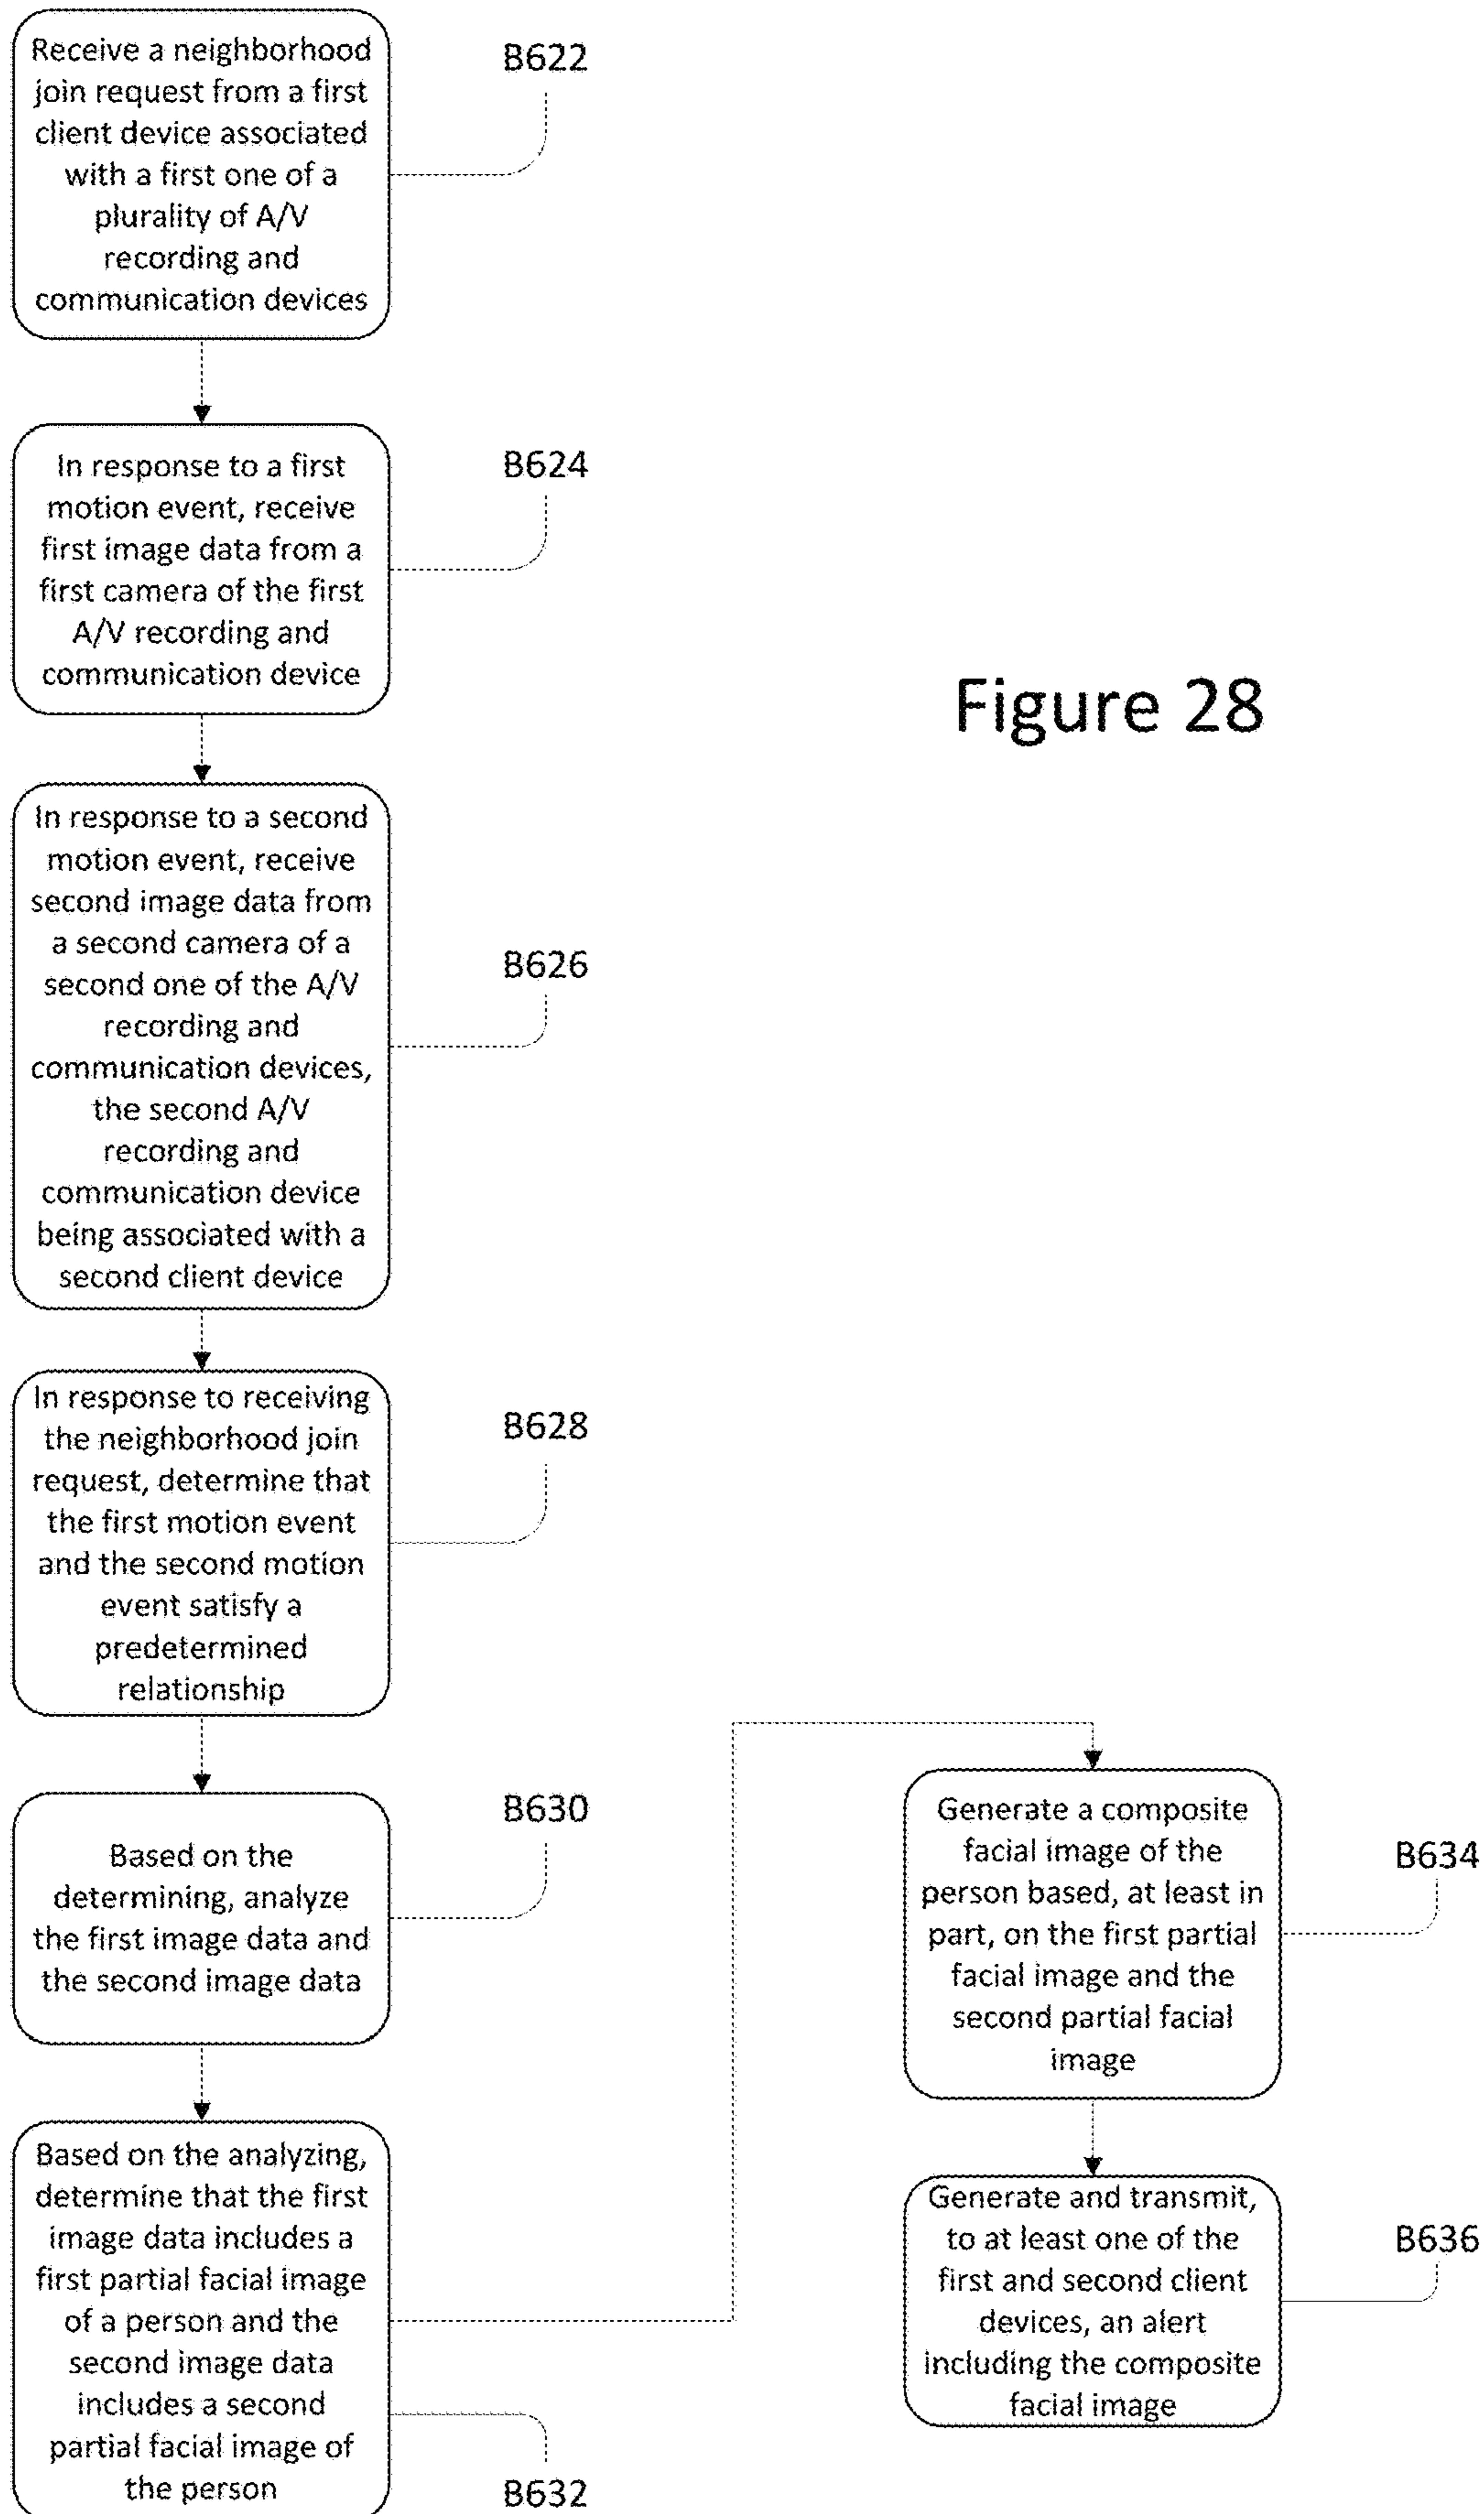 Receive a neighborhood
join request from a first
client device associated
with a first one of a
plurality of A/V
recording and
communication devices
B622
In response to a first
motion event, receive
first image data from a
first camera of the first
A/V recording and
communication device
B624
Figure 28
In response to a second
motion event, receive
second image data from
a second camera of a
second one of the A/V
recording and
communication devices,
the second A/V
recording and
communication device
being associated with a
second client device
B626
In response to receiving
the neighborhood join
request, determine that
the first motion event
and the second motion
event satisfy a
predetermined
relationship
B628
Based on the
determining, analyze
the first image data and
the second image data
B630
Based on the analyzing,
determine that the first
image data includes a
first partial facial image
of a person and the
second image data
includes a second
partial facial image of
the person
B632
Generate a composite
facial image of the
person based, at least in
part, on the first partial
facial image and the
second partial facial
image
B634
Generate and transmit,
to at least one of the
first and second client
devices, an alert
including the composite
facial image
B636